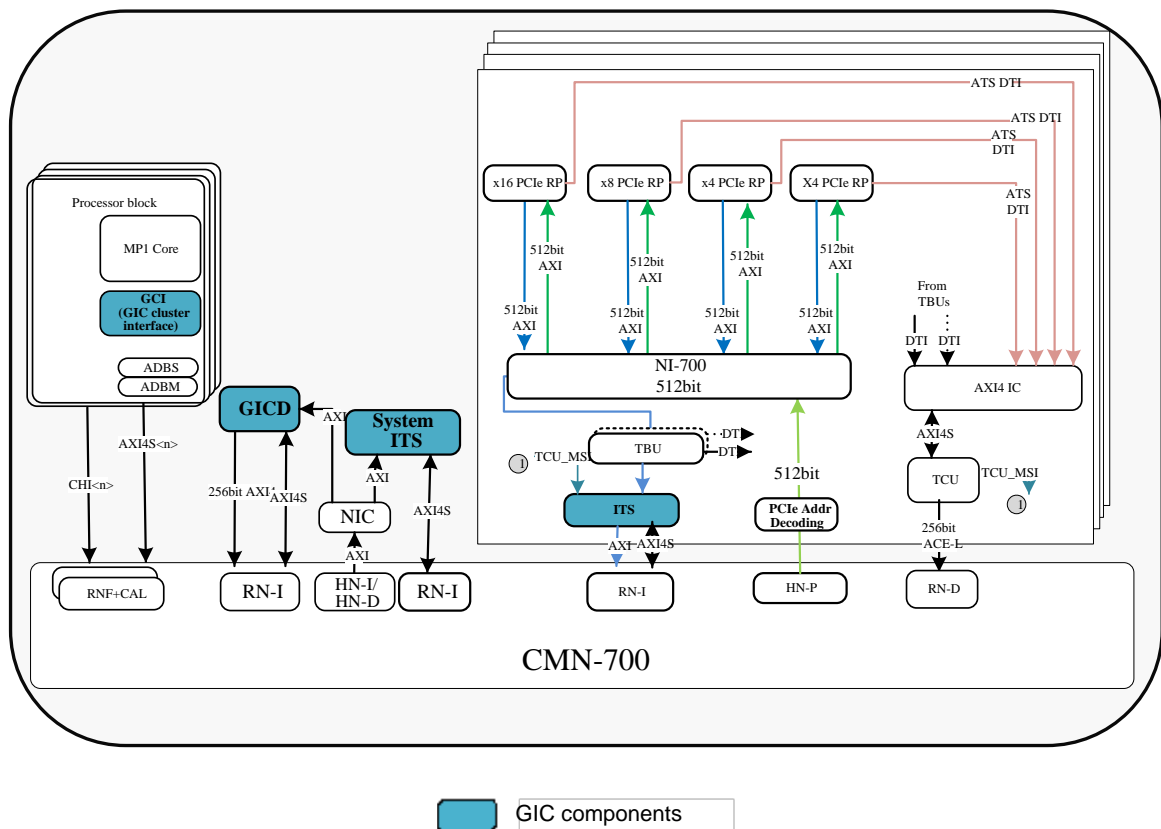 ATS DTI
ATS DTI
ATS
DTI
x16 PCIe RP
x8 PCIe RP
x4 PCIe RP
X4 PCIe RP
ATS
DTI
Processor block
MP1 Core
GCI
(GIC cluster
interface)
ADBS
ADBM
512bit
AXI
512bit
AXI
512bit
AXI
512bit
AXI
512bit
AXI
512bit
AXI
512bit
AXI
512bit
AXI
From
TBUs
DTI
DTI
NI-700
512bit
AXI4 IC
GICD
AXI
System
ITS
AXI4S<n>
CHI<n>
256bit AXI4
AXI4S
AXI
AXI4S
NIC
AXI
TBU
DT
DT
1
TCU_MSI
ITS
AXI
AXI4S
512bit
PCIe Addr
Decoding
AXI4S
TCU
TCU_MSI
1
256bit
ACE-L
RNF+CAL
RN-I
HN-I/
HN-D
RN-I
RN-I
HN-P
RN-D
CMN-700
GIC components